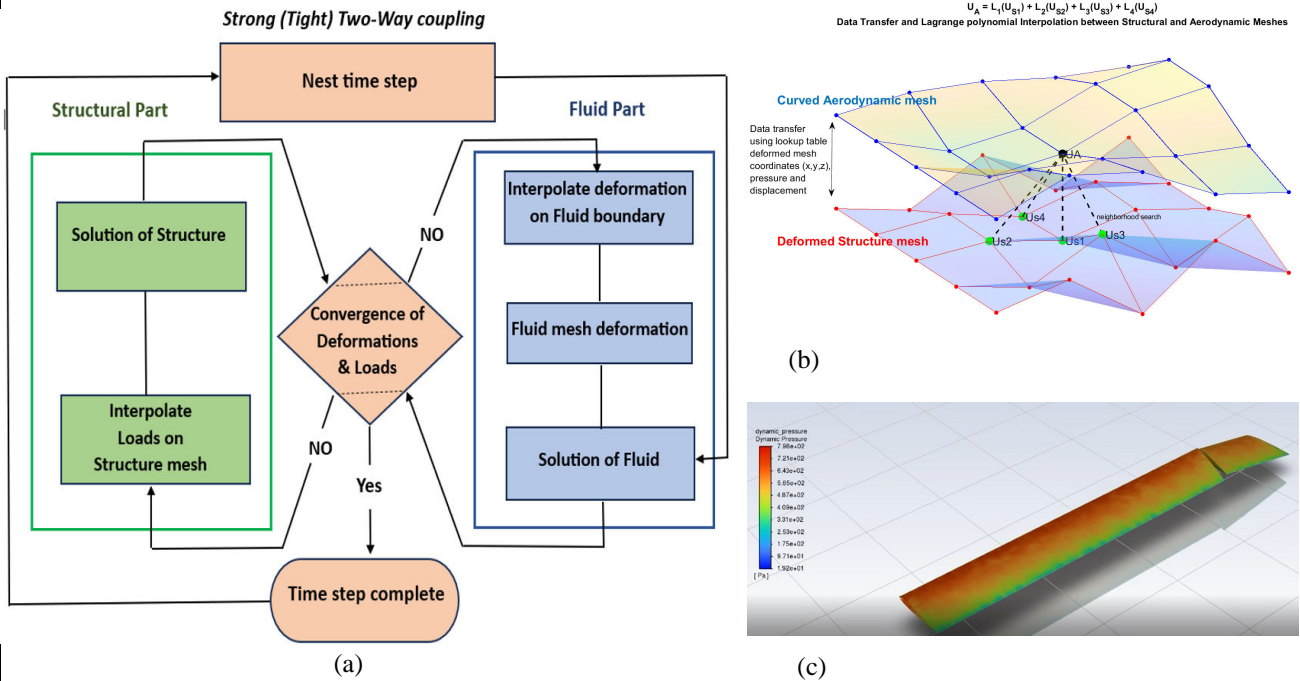 Strong (Tight) Two-Way coupling
Nest time step
Structural Part
Fluid Part
Solution of Structure
Interpolate
Loads on
Structure mesh
NO
Convergence of
Deformations
& Loads
NO
Yes
Interpolate deformation
on Fluid boundary
Fluid mesh deformation
Solution of Fluid
Time step complete
(a)
U_A = L_1(U_S1) + L_2(U_S2) + L_3(U_S3) + L_4(U_S4)
Data Transfer and Lagrange polynomial Interpolation between Structural and Aerodynamic Meshes
Curved Aerodynamic mesh
Data transfer
using lookup table
deformed mesh
coordinates (x,y,z),
pressure and
displacement
UA
Us4
neighborhood search
Us3
Us2
Us1
Deformed Structure mesh
(b)
dynamic_pressure
Dynamic Pressure
7.98e+02
7.21e+02
6.43e+02
5.65e+02
4.87e+02
4.09e+02
3.31e+02
2.53e+02
1.75e+02
9.71e+01
1.92e+01
[ Pa ]
(c)